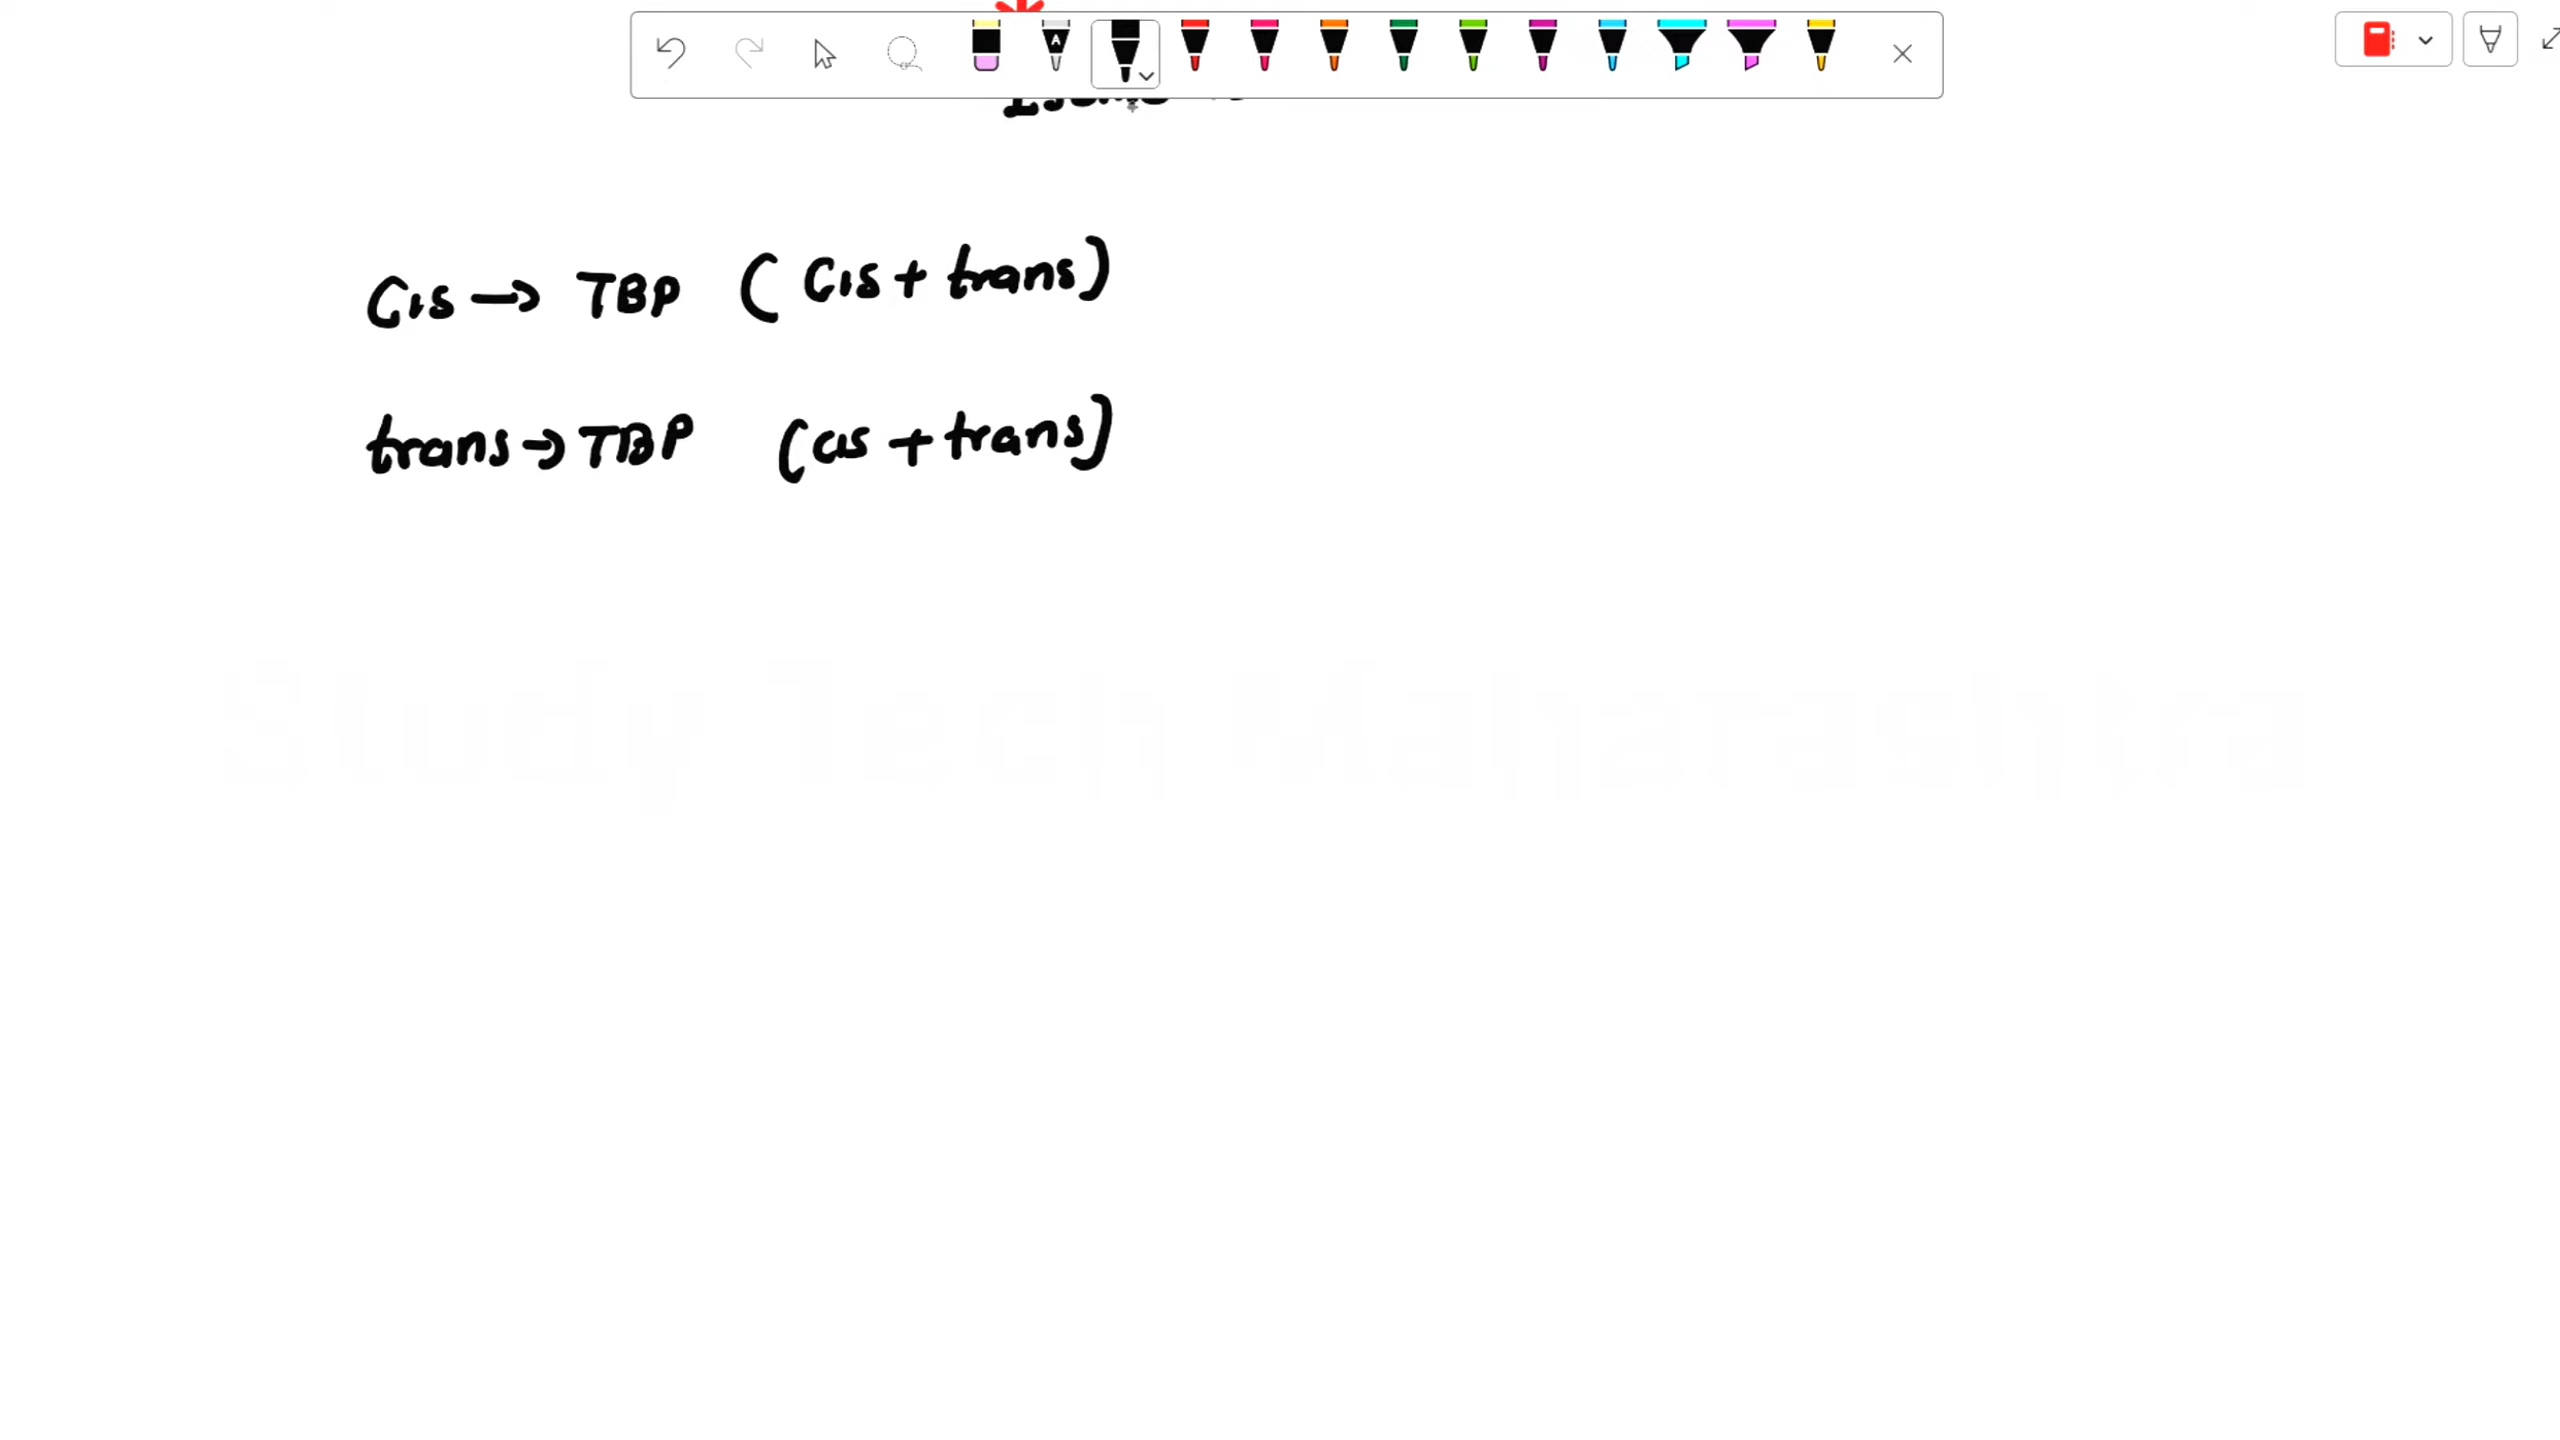 Cis → TBP ( Cis + trans)
trans → TBP (cis + trans)